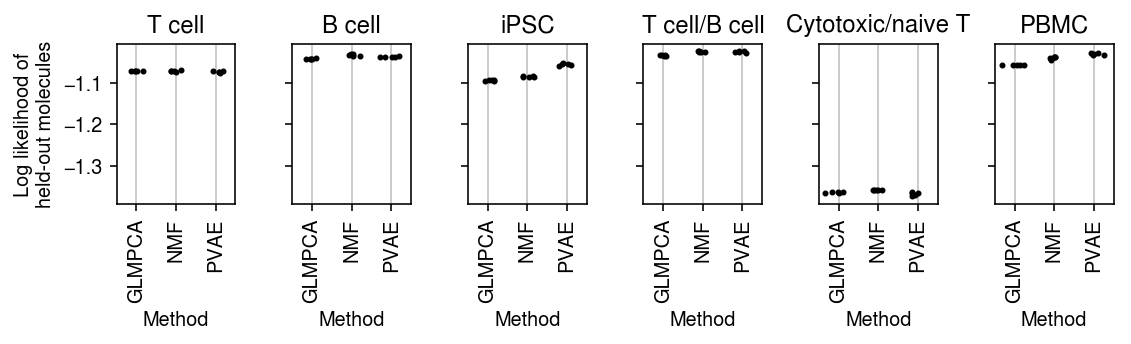 T cell
B cell
iPSC
T cell/B cell
Cytotoxic/naive T
PBMC
Log likelihood of
held-out molecules
−1.1
−1.2
−1.3
GLMPCA
NMF
PVAE
GLMPCA
NMF
PVAE
GLMPCA
NMF
PVAE
GLMPCA
NMF
PVAE
GLMPCA
NMF
PVAE
GLMPCA
NMF
PVAE
Method
Method
Method
Method
Method
Method